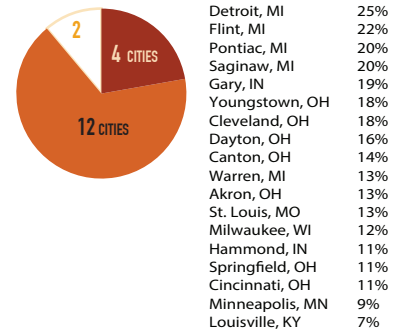 2
4 CITIES
12 CITIES
Detroit, MI 25%
Flint, MI 22%
Pontiac, MI 20%
Saginaw, MI 20%
Gary, IN 19%
Youngstown, OH 18%
Cleveland, OH 18%
Dayton, OH 16%
Canton, OH 14%
Warren, MI 13%
Akron, OH 13%
St. Louis, MO 13%
Milwaukee, WI 12%
Hammond, IN 11%
Springfield, OH 11%
Cincinnati, OH 11%
Minneapolis, MN 9%
Louisville, KY 7%